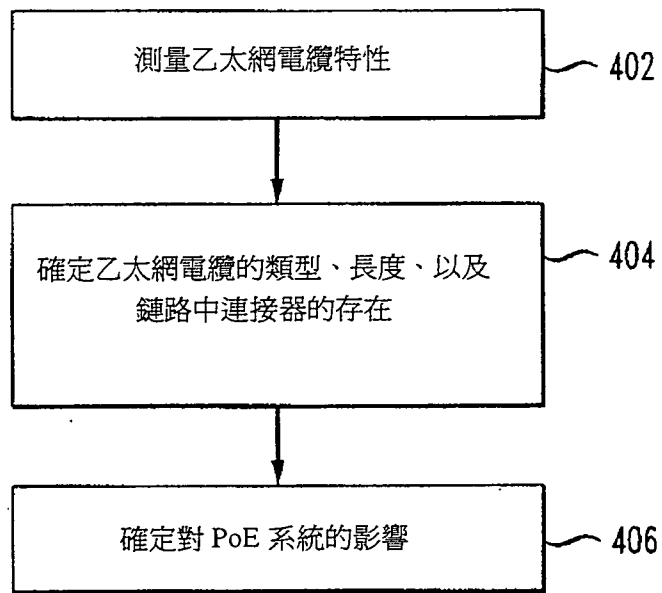 測量乙太網電纜特性
402
確定乙太網電纜的類型、長度、以及
鏈路中連接器的存在
404
確定對 PoE 系統的影響
406